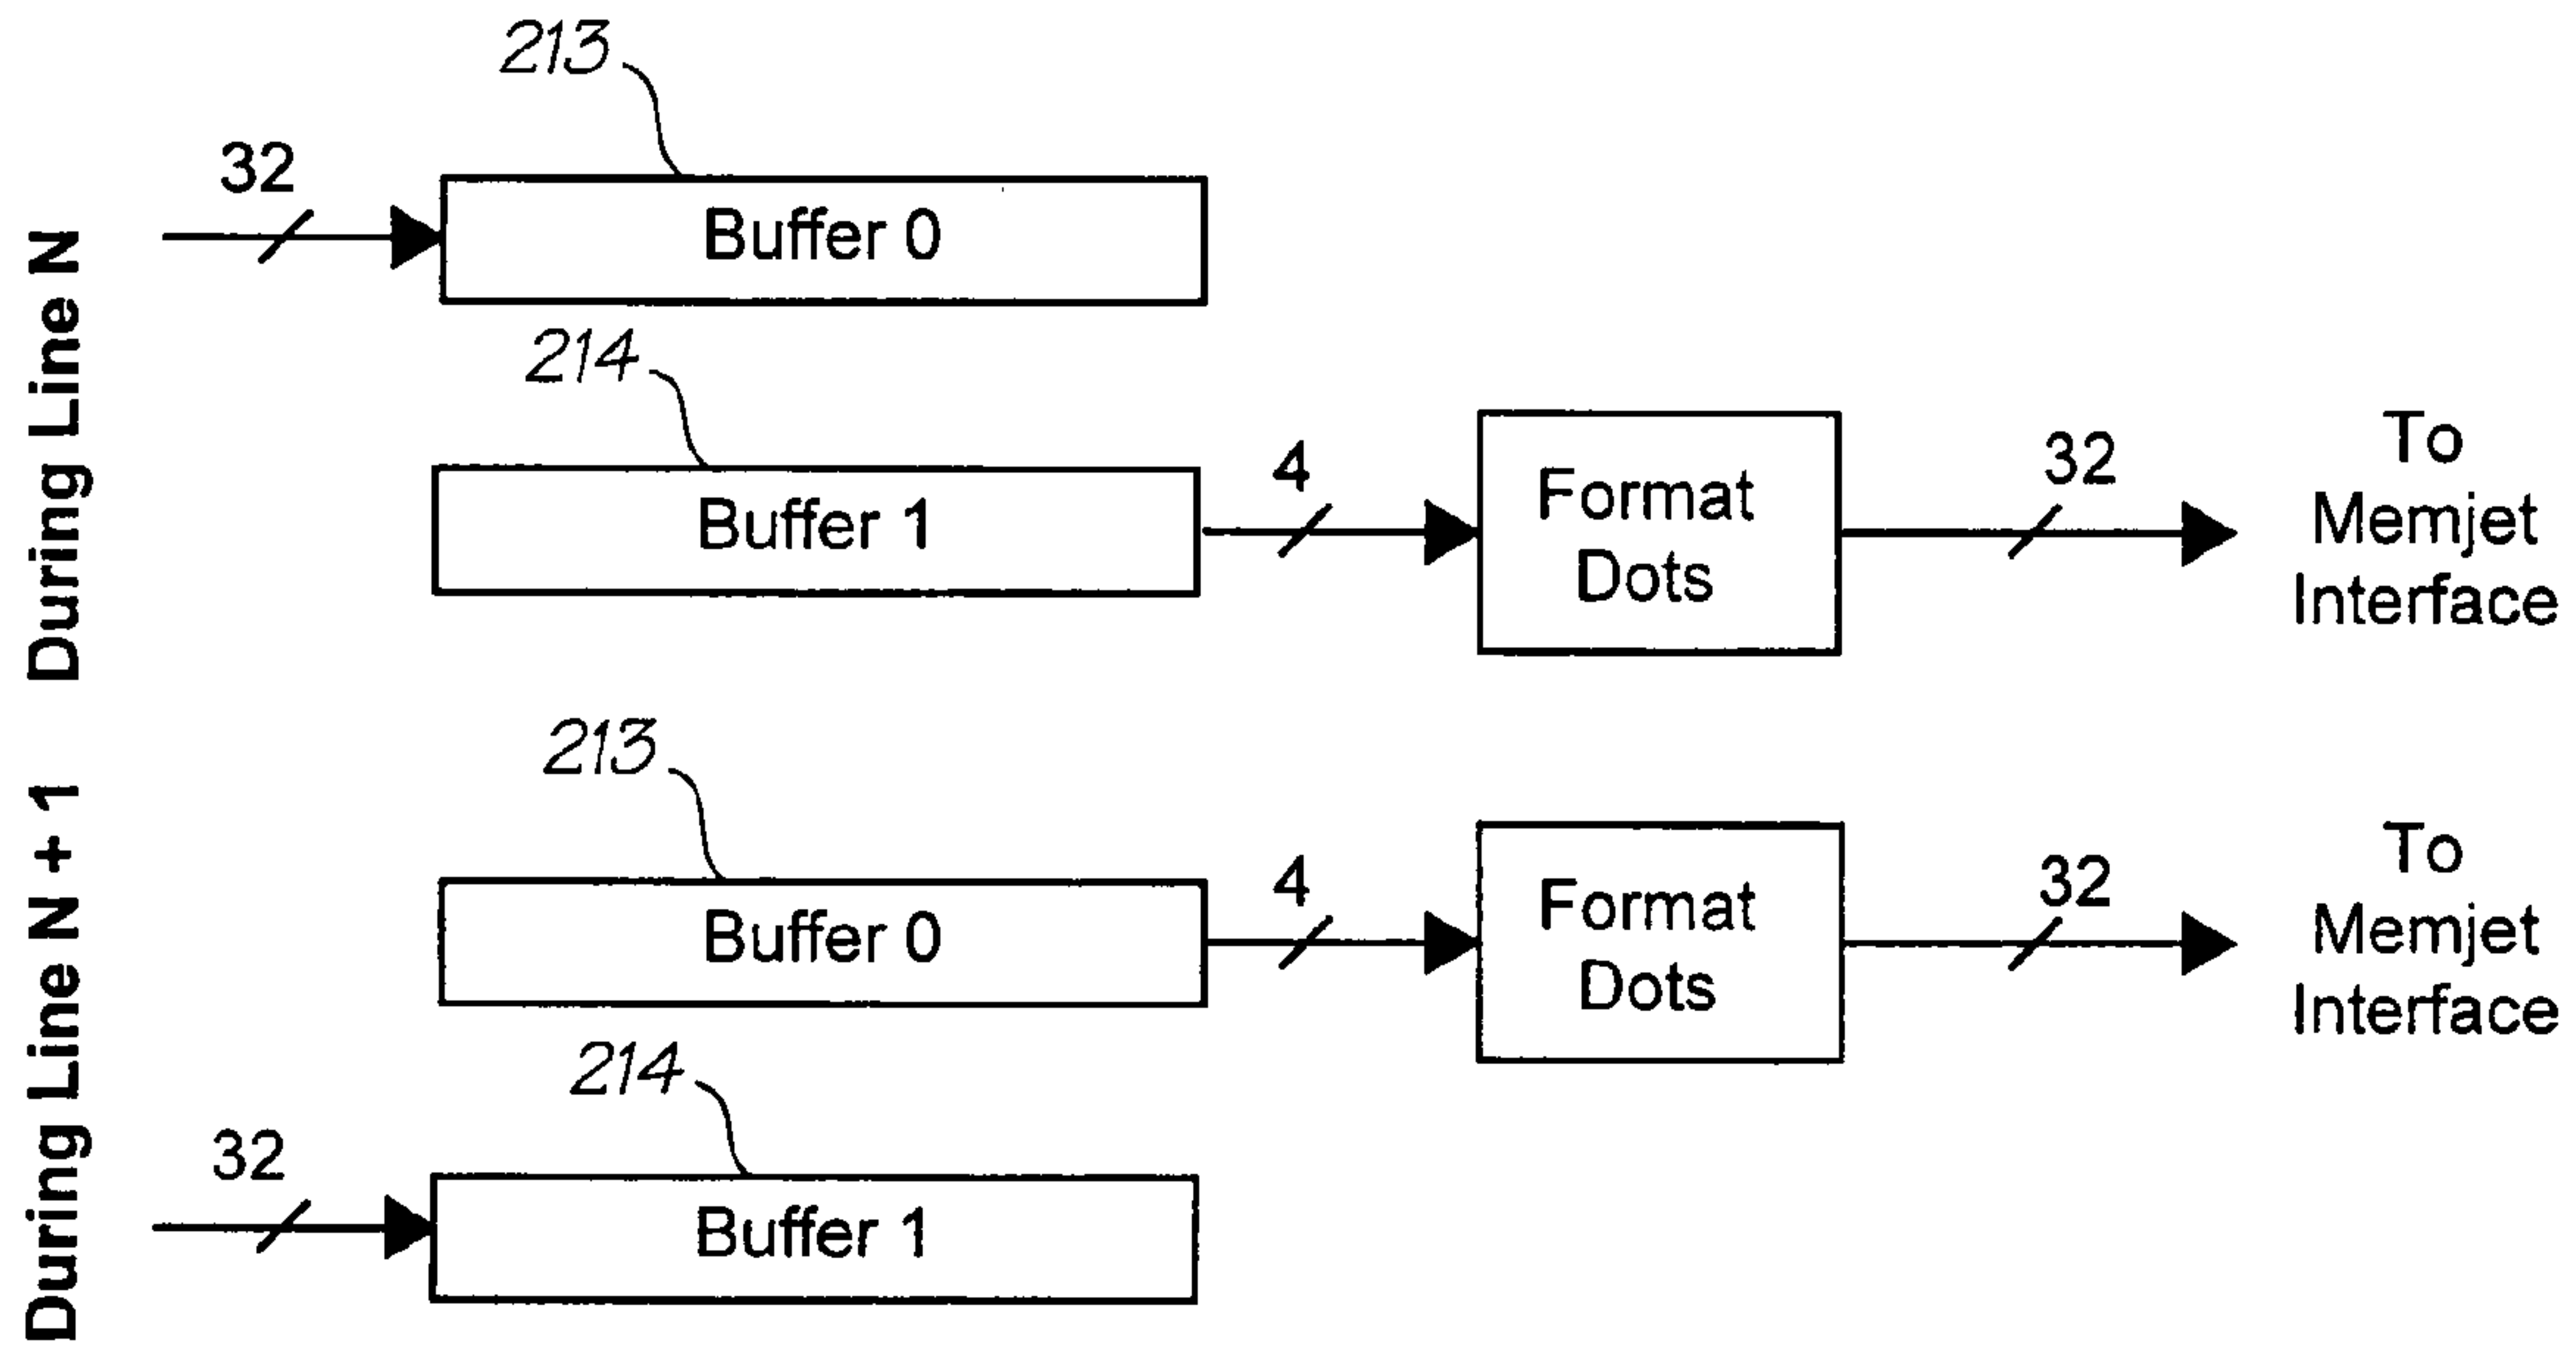 During Line N
213
32
Buffer 0
214
Buffer 1
4
Format
Dots
32
To
Memjet
Interface
During Line N + 1
213
Buffer 0
4
Format
Dots
32
To
Memjet
Interface
214
32
Buffer 1